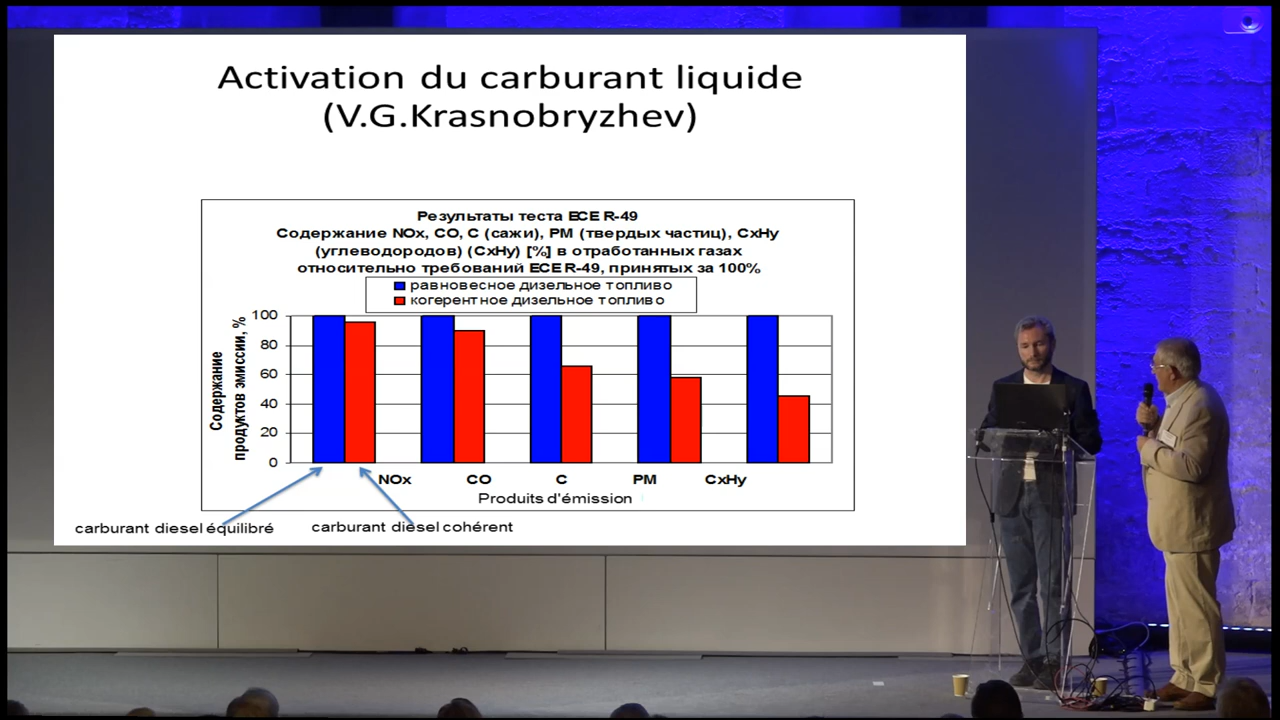 Activation du carburant liquide
(V.G.Krasnobryzhev)
Результаты теста ECE R-49
Содержание NOx, CO, C (сажи), PM (твердых частиц), CxHy
(углеводородов) (CxHy) [%] в отработанных газах
относительно требований ECE R-49, принятых за 100%
равновесное дизельное топливо
когерентное дизельное топливо
Содержание
продуктов эмиссии, %
100
80
60
40
20
0
NOx CO C PM CxHy
Produits d'émission
carburant diesel équilibré
carburant diesel cohérent